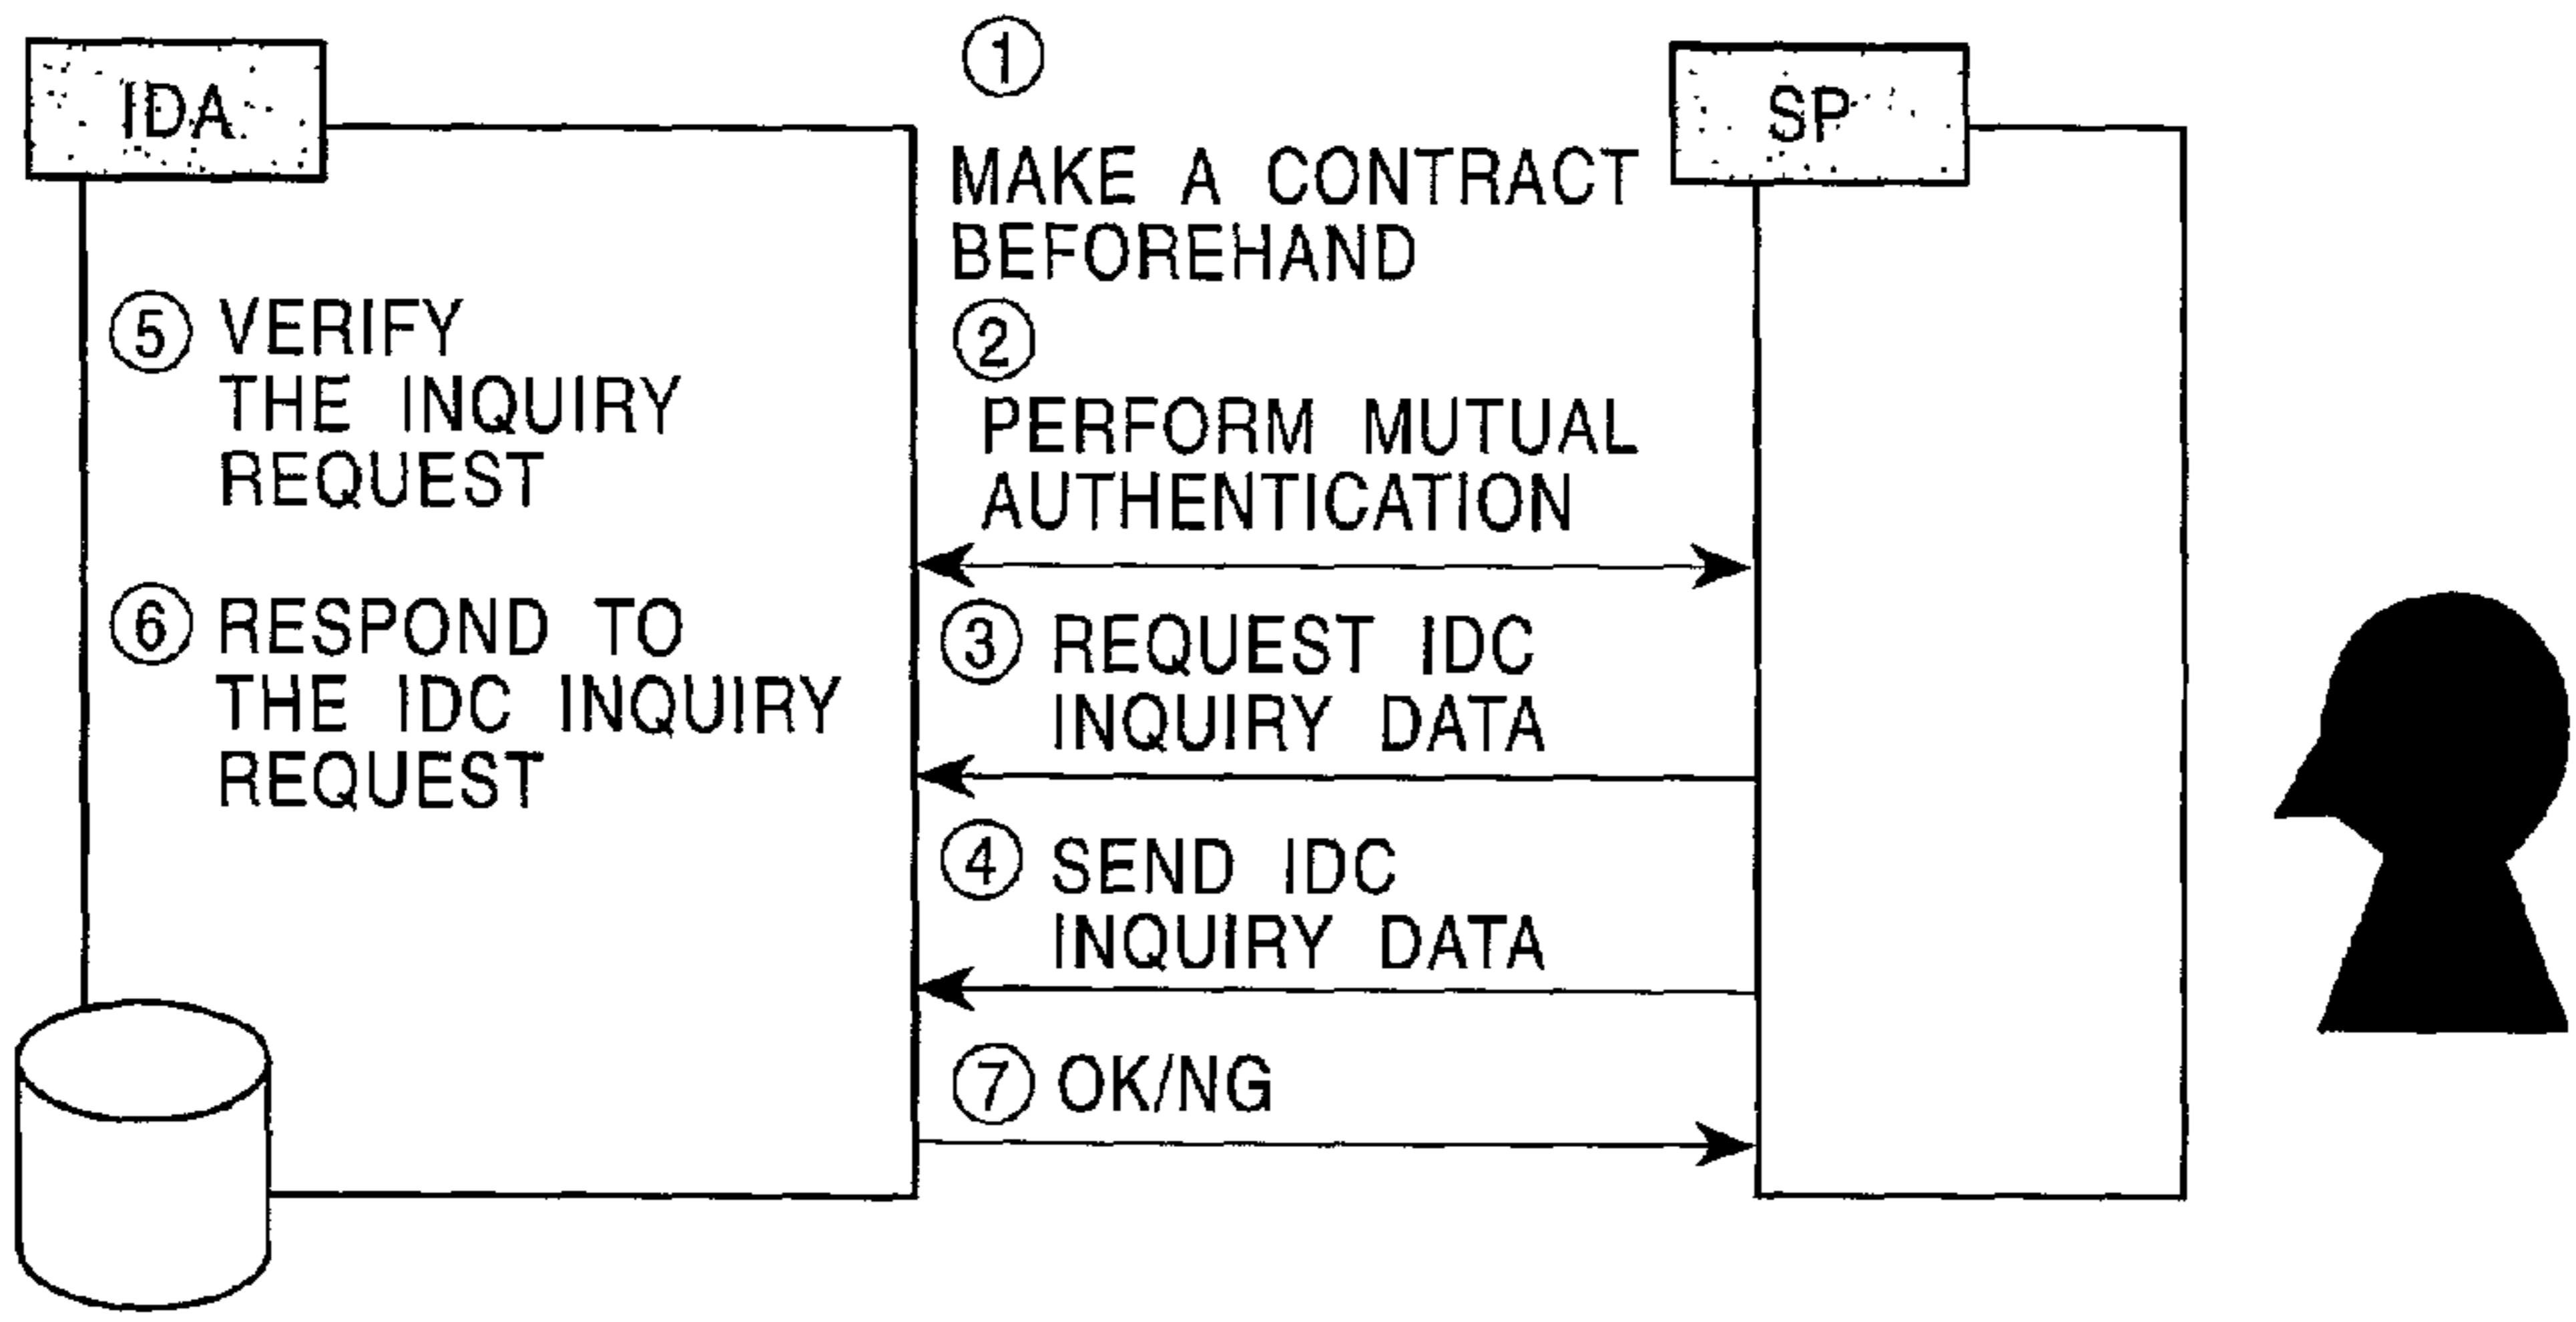 IDA
SP
①
MAKE A CONTRACT
BEFOREHAND
②
PERFORM MUTUAL
AUTHENTICATION
③ REQUEST IDC
INQUIRY DATA
④ SEND IDC
INQUIRY DATA
⑤ VERIFY
THE INQUIRY
REQUEST
⑥ RESPOND TO
THE IDC INQUIRY
REQUEST
⑦ OK/NG